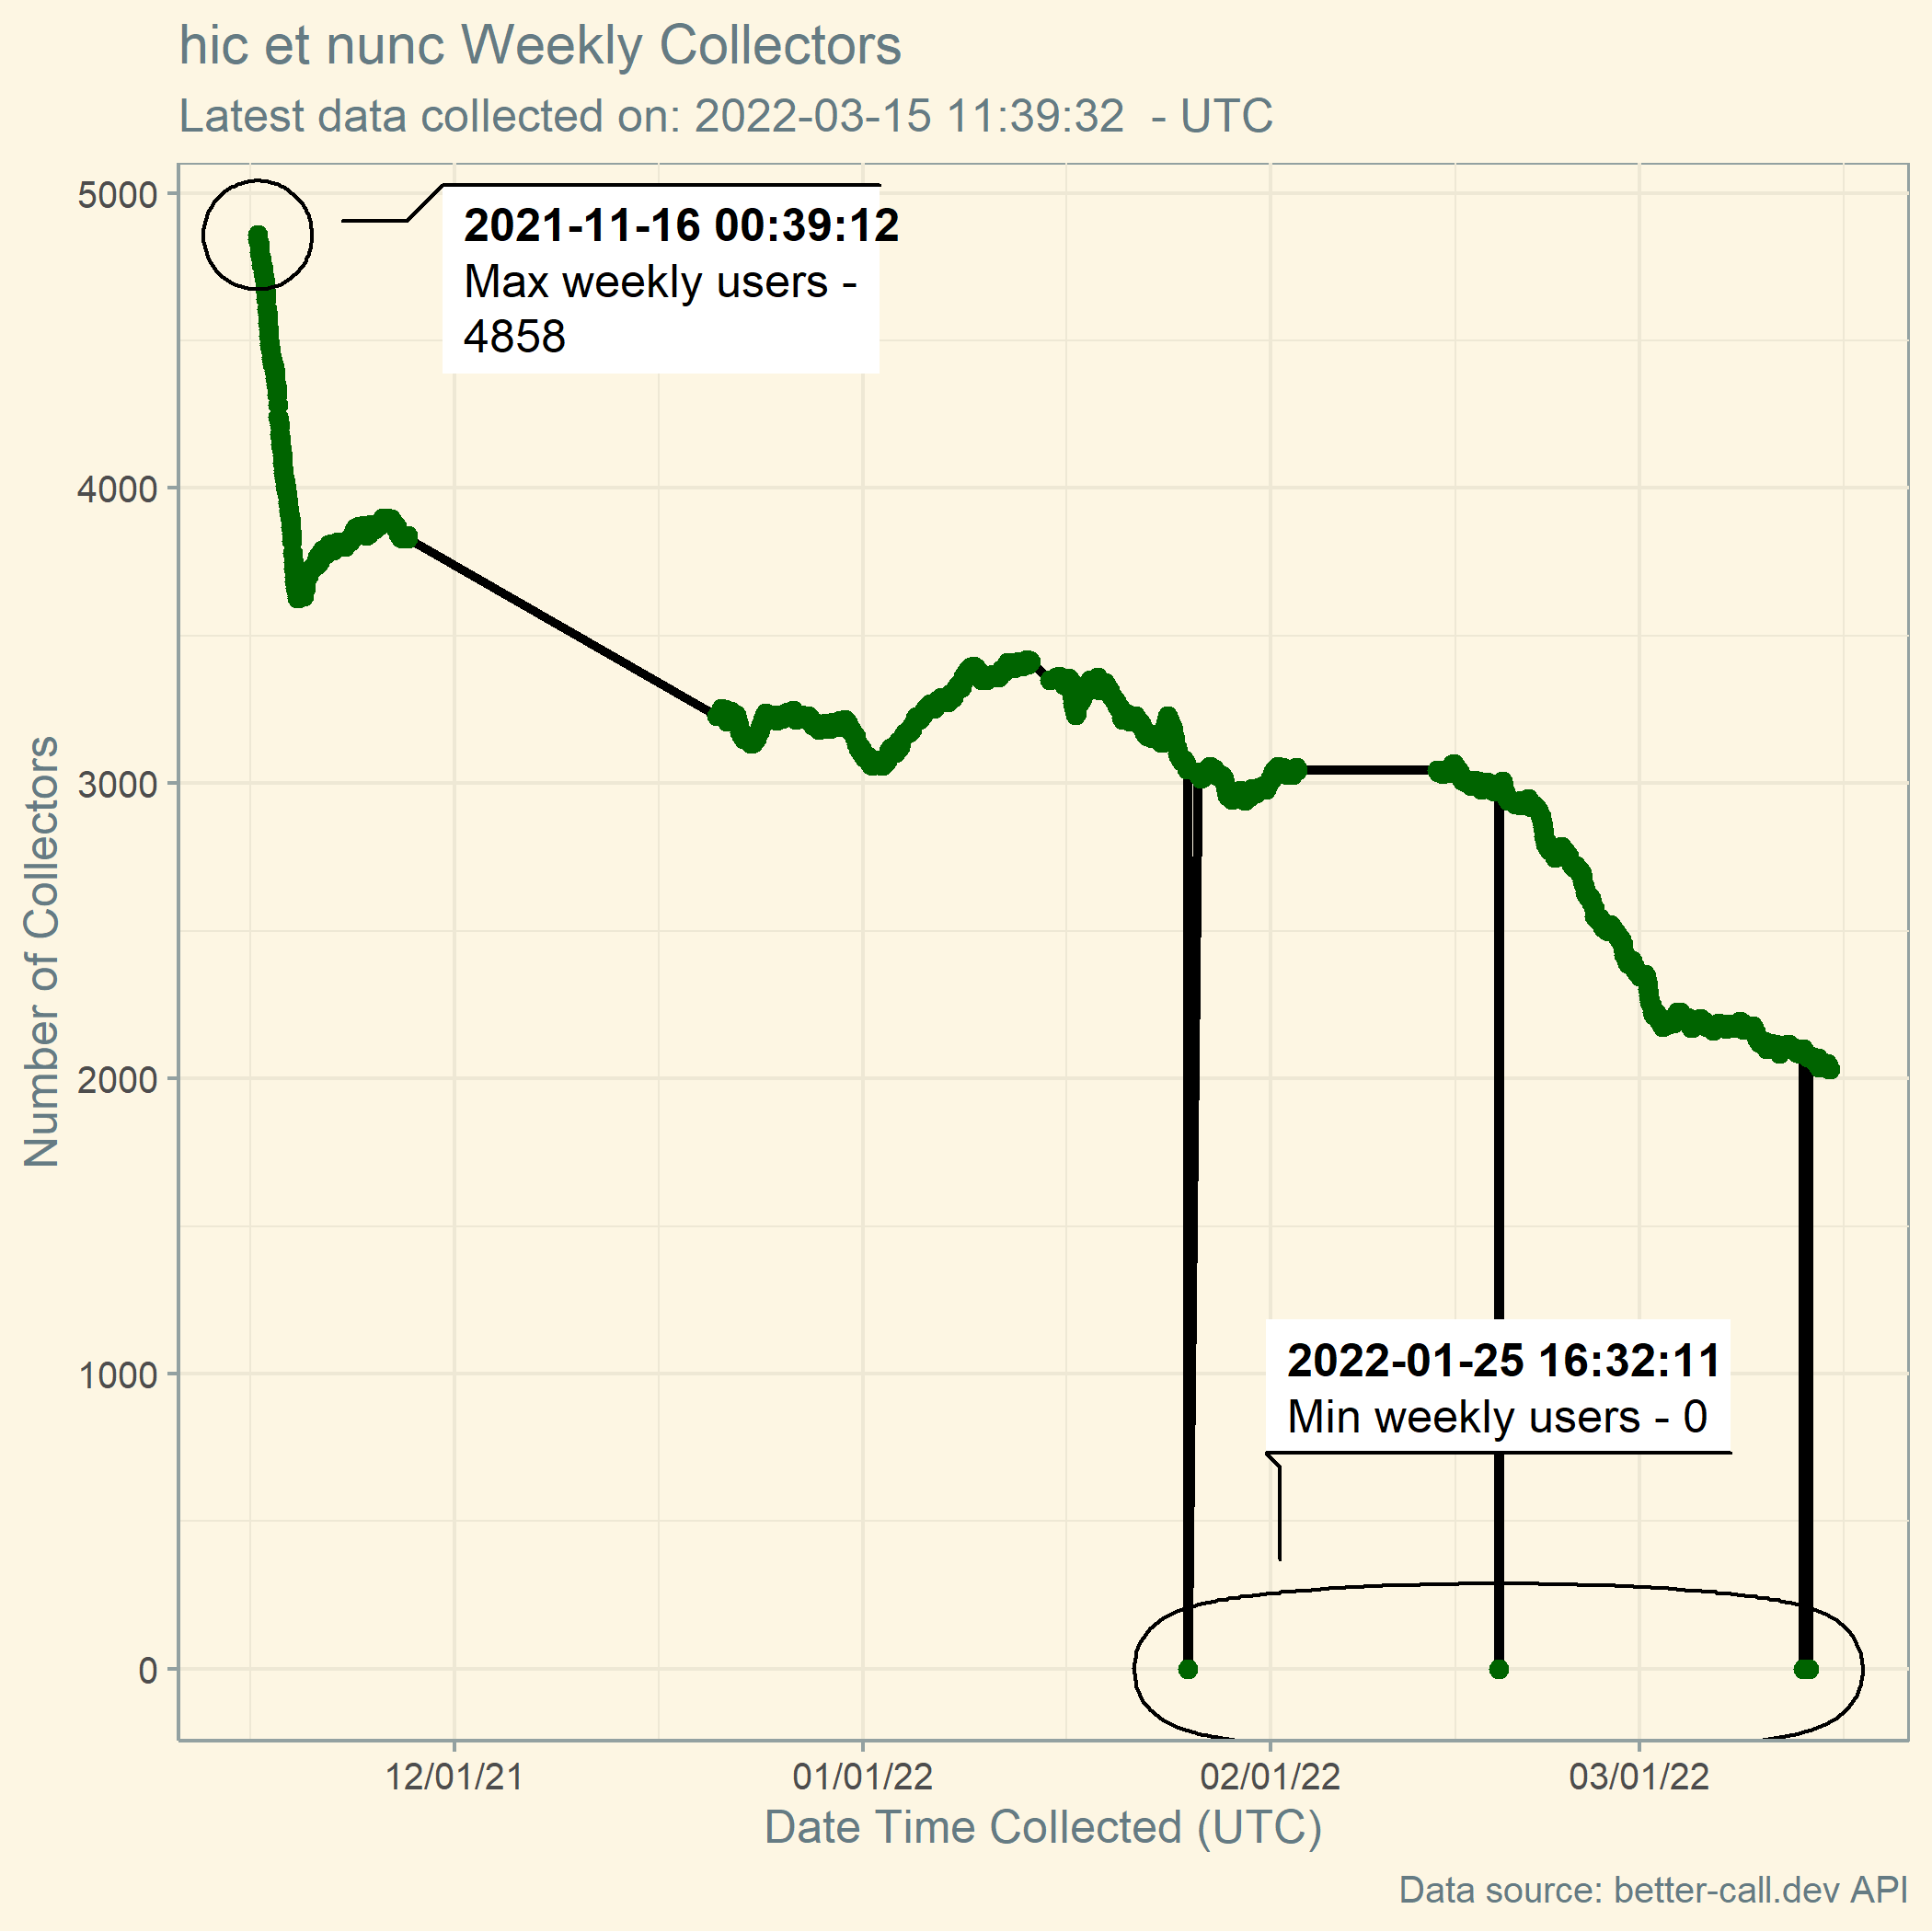 hic et nunc Weekly Collectors
Latest data collected on: 2022-03-15 11:39:32  - UTC
5000
4000
3000
2000
1000
0
Number of Collectors
2021-11-16 00:39:12
Max weekly users -
4858
2022-01-25 16:32:11
Min weekly users - 0
12/01/21 01/01/22 02/01/22 03/01/22
Date Time Collected (UTC)
Data source: better-call.dev API